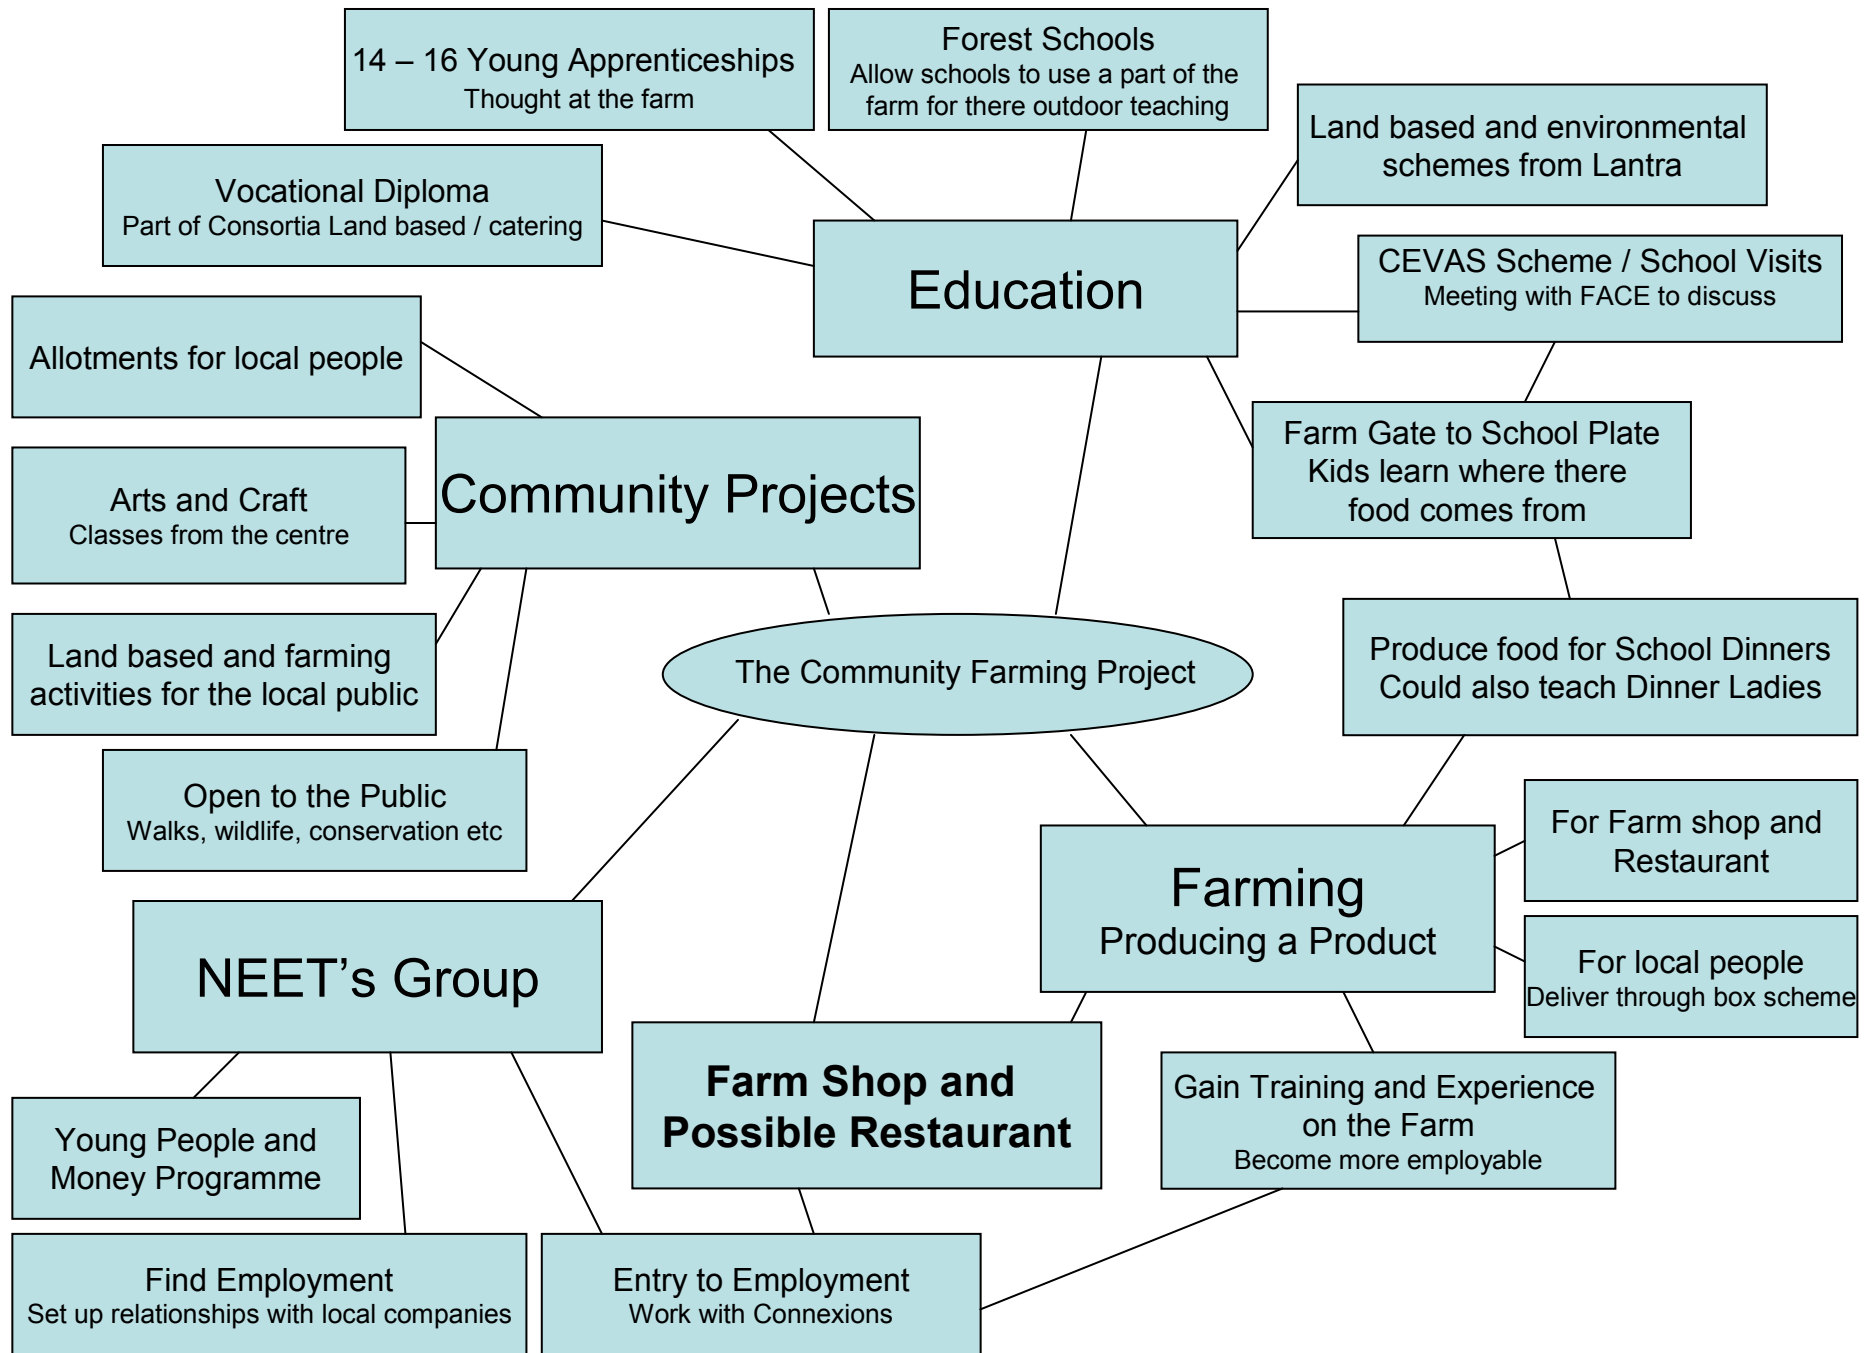 14 – 16 Young Apprenticeships
Thought at the farm
Forest Schools
Allow schools to use a part of the
farm for there outdoor teaching
Land based and environmental
schemes from Lantra
Vocational Diploma
Part of Consortia Land based / catering
Education
CEVAS Scheme / School Visits
Meeting with FACE to discuss
Allotments for local people
Community Projects
Farm Gate to School Plate
Kids learn where there
food comes from
Arts and Craft
Classes from the centre
Land based and farming
activities for the local public
The Community Farming Project
Produce food for School Dinners
Could also teach Dinner Ladies
Open to the Public
Walks, wildlife, conservation etc
For Farm shop and
Restaurant
Farming
Producing a Product
NEET's Group
For local people
Deliver through box scheme
Farm Shop and
Possible Restaurant
Gain Training and Experience
on the Farm
Become more employable
Young People and
Money Programme
Find Employment
Set up relationships with local companies
Entry to Employment
Work with Connexions